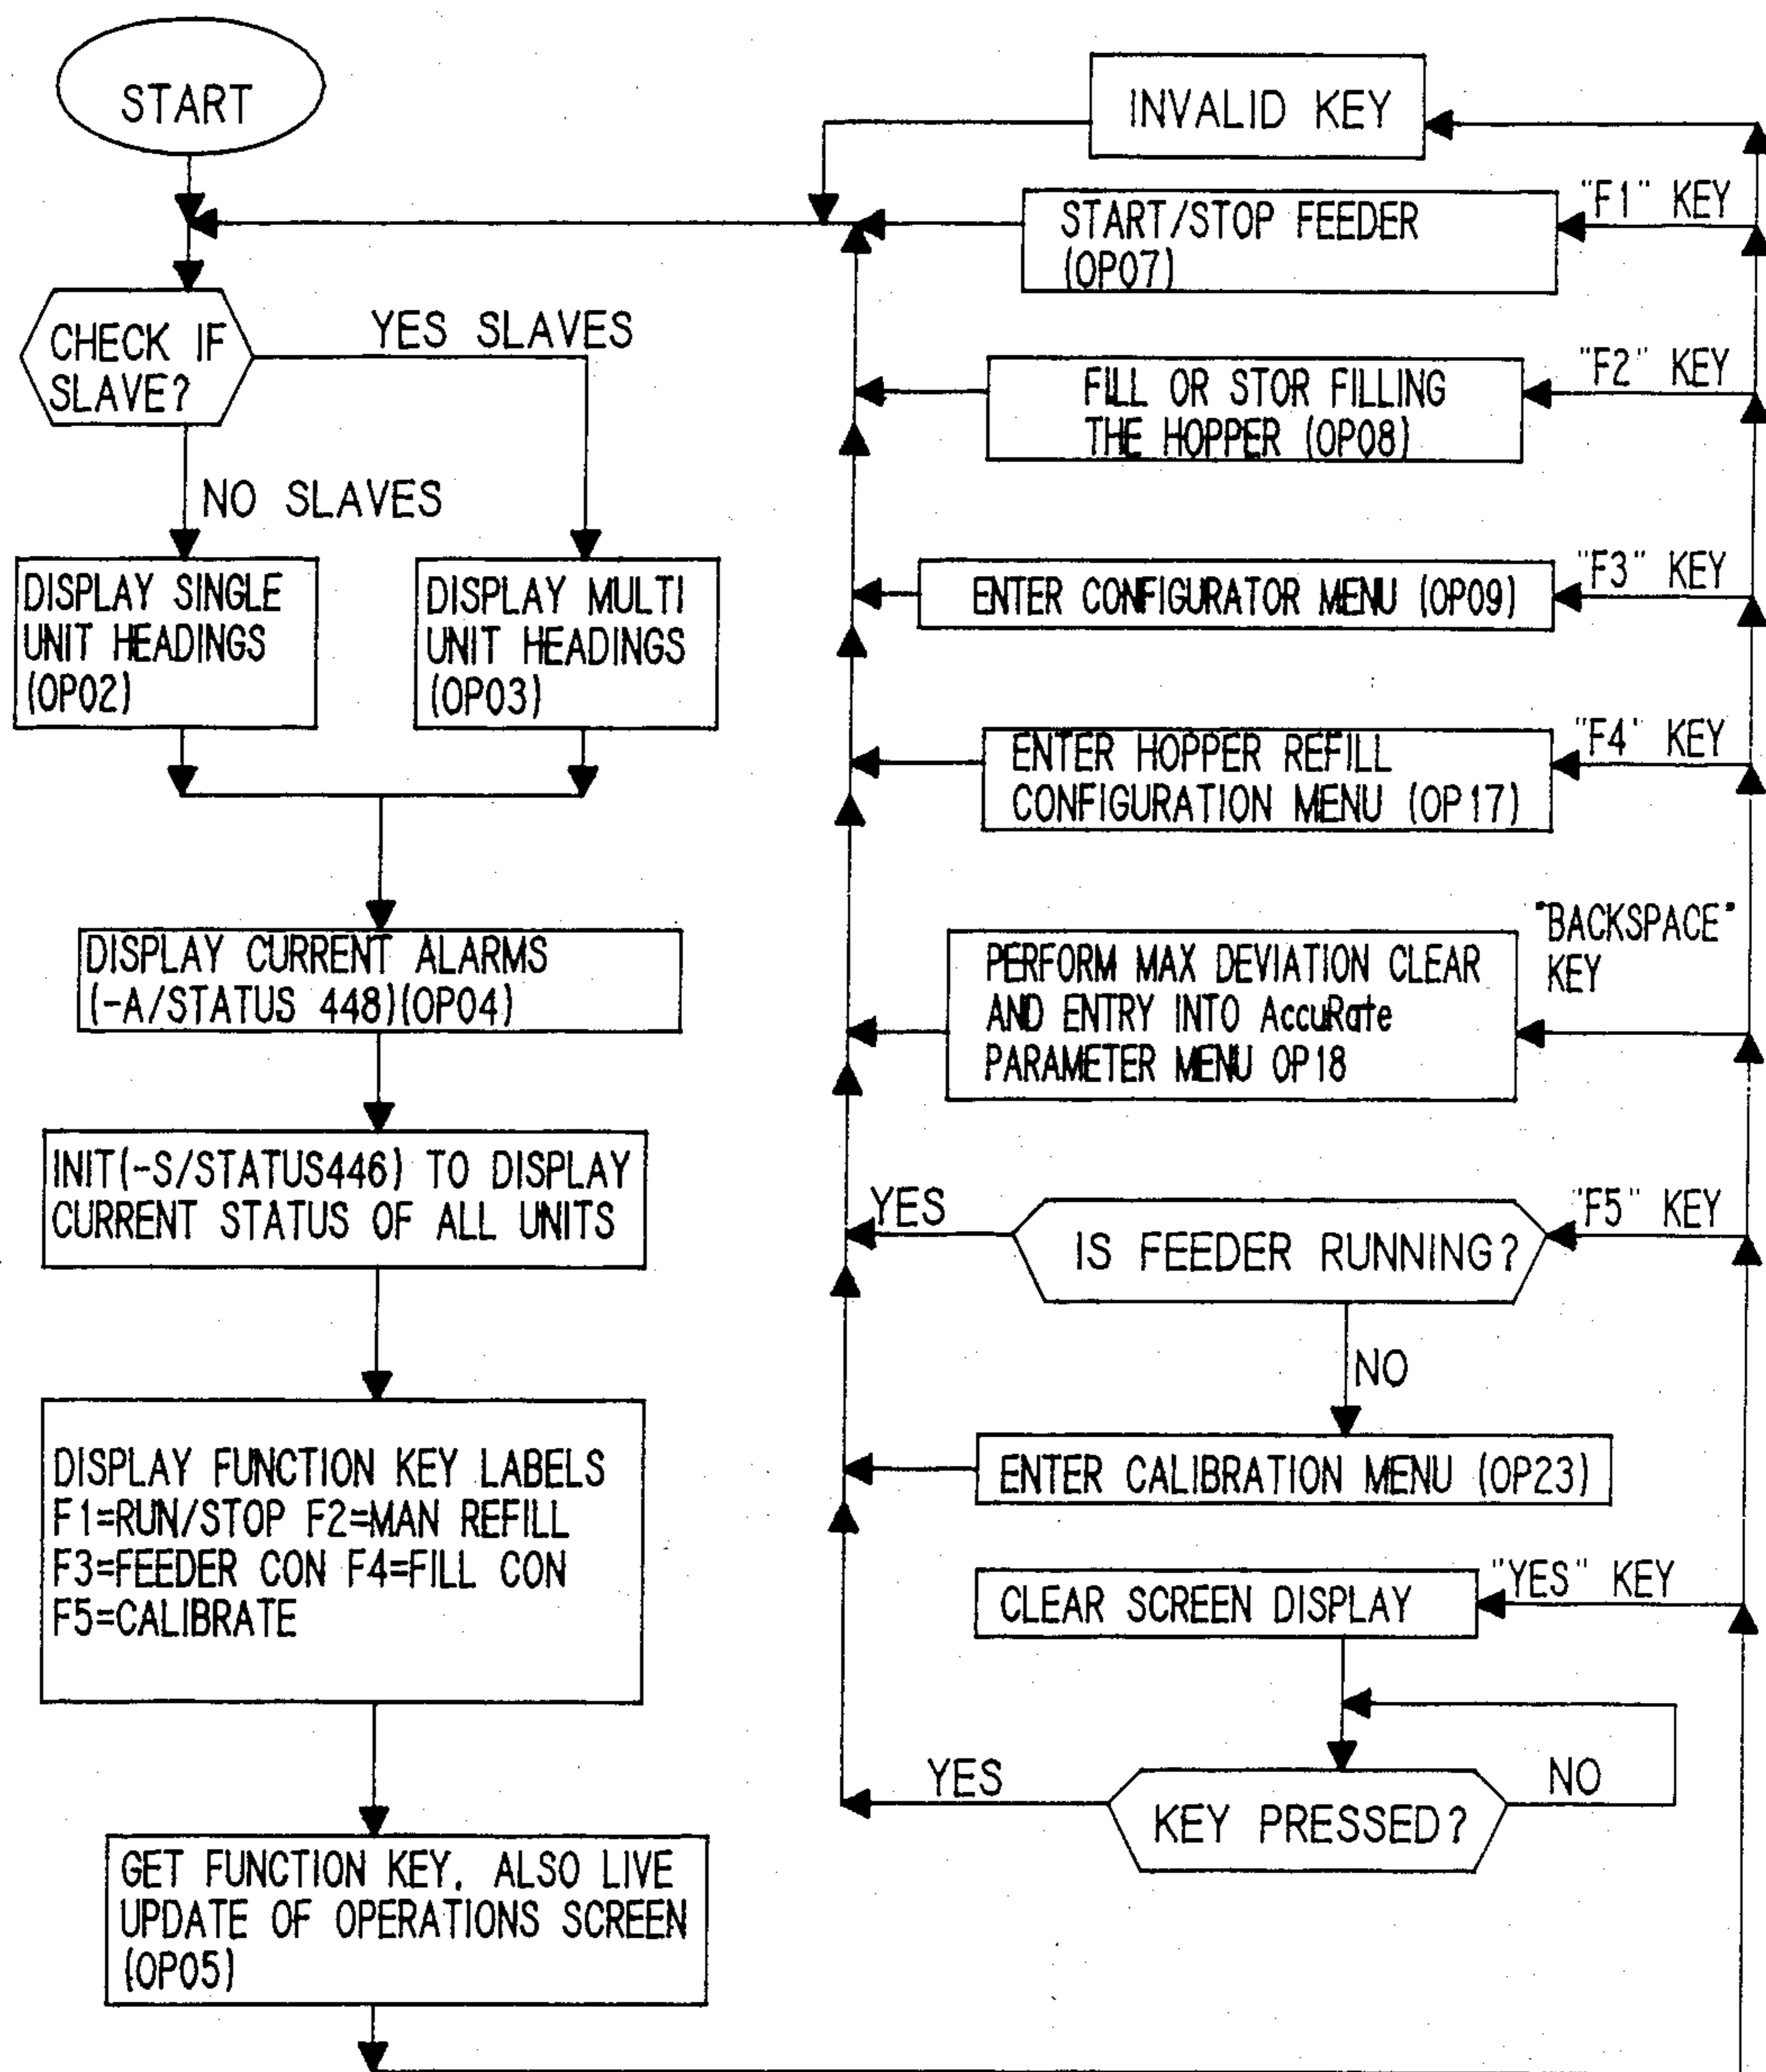 START
CHECK IF
SLAVE?
YES SLAVES
NO SLAVES
DISPLAY SINGLE
UNIT HEADINGS
(OP02)
DISPLAY MULTI
UNIT HEADINGS
(OP03)
DISPLAY CURRENT ALARMS
(-A/STATUS 448)(OP04)
INIT(-S/STATUS446) TO DISPLAY
CURRENT STATUS OF ALL UNITS
DISPLAY FUNCTION KEY LABELS
F1=RUN/STOP F2=MAN REFILL
F3=FEEDER CON F4=FILL CON
F5=CALIBRATE
GET FUNCTION KEY. ALSO LIVE
UPDATE OF OPERATIONS SCREEN
(OP05)
INVALID KEY
"F1" KEY
START/STOP FEEDER
(OP07)
"F2" KEY
FILL OR STOR FILLING
THE HOPPER (OP08)
"F3" KEY
ENTER CONFIGURATOR MENU (OP09)
"F4' KEY
ENTER HOPPER REFILL
CONFIGURATION MENU (OP17)
"BACKSPACE"
KEY
PERFORM MAX DEVIATION CLEAR
AND ENTRY INTO AccuRate
PARAMETER MENU OP18
"F5" KEY
YES
IS FEEDER RUNNING?
NO
ENTER CALIBRATION MENU (OP23)
"YES" KEY
CLEAR SCREEN DISPLAY
YES
NO
KEY PRESSED?